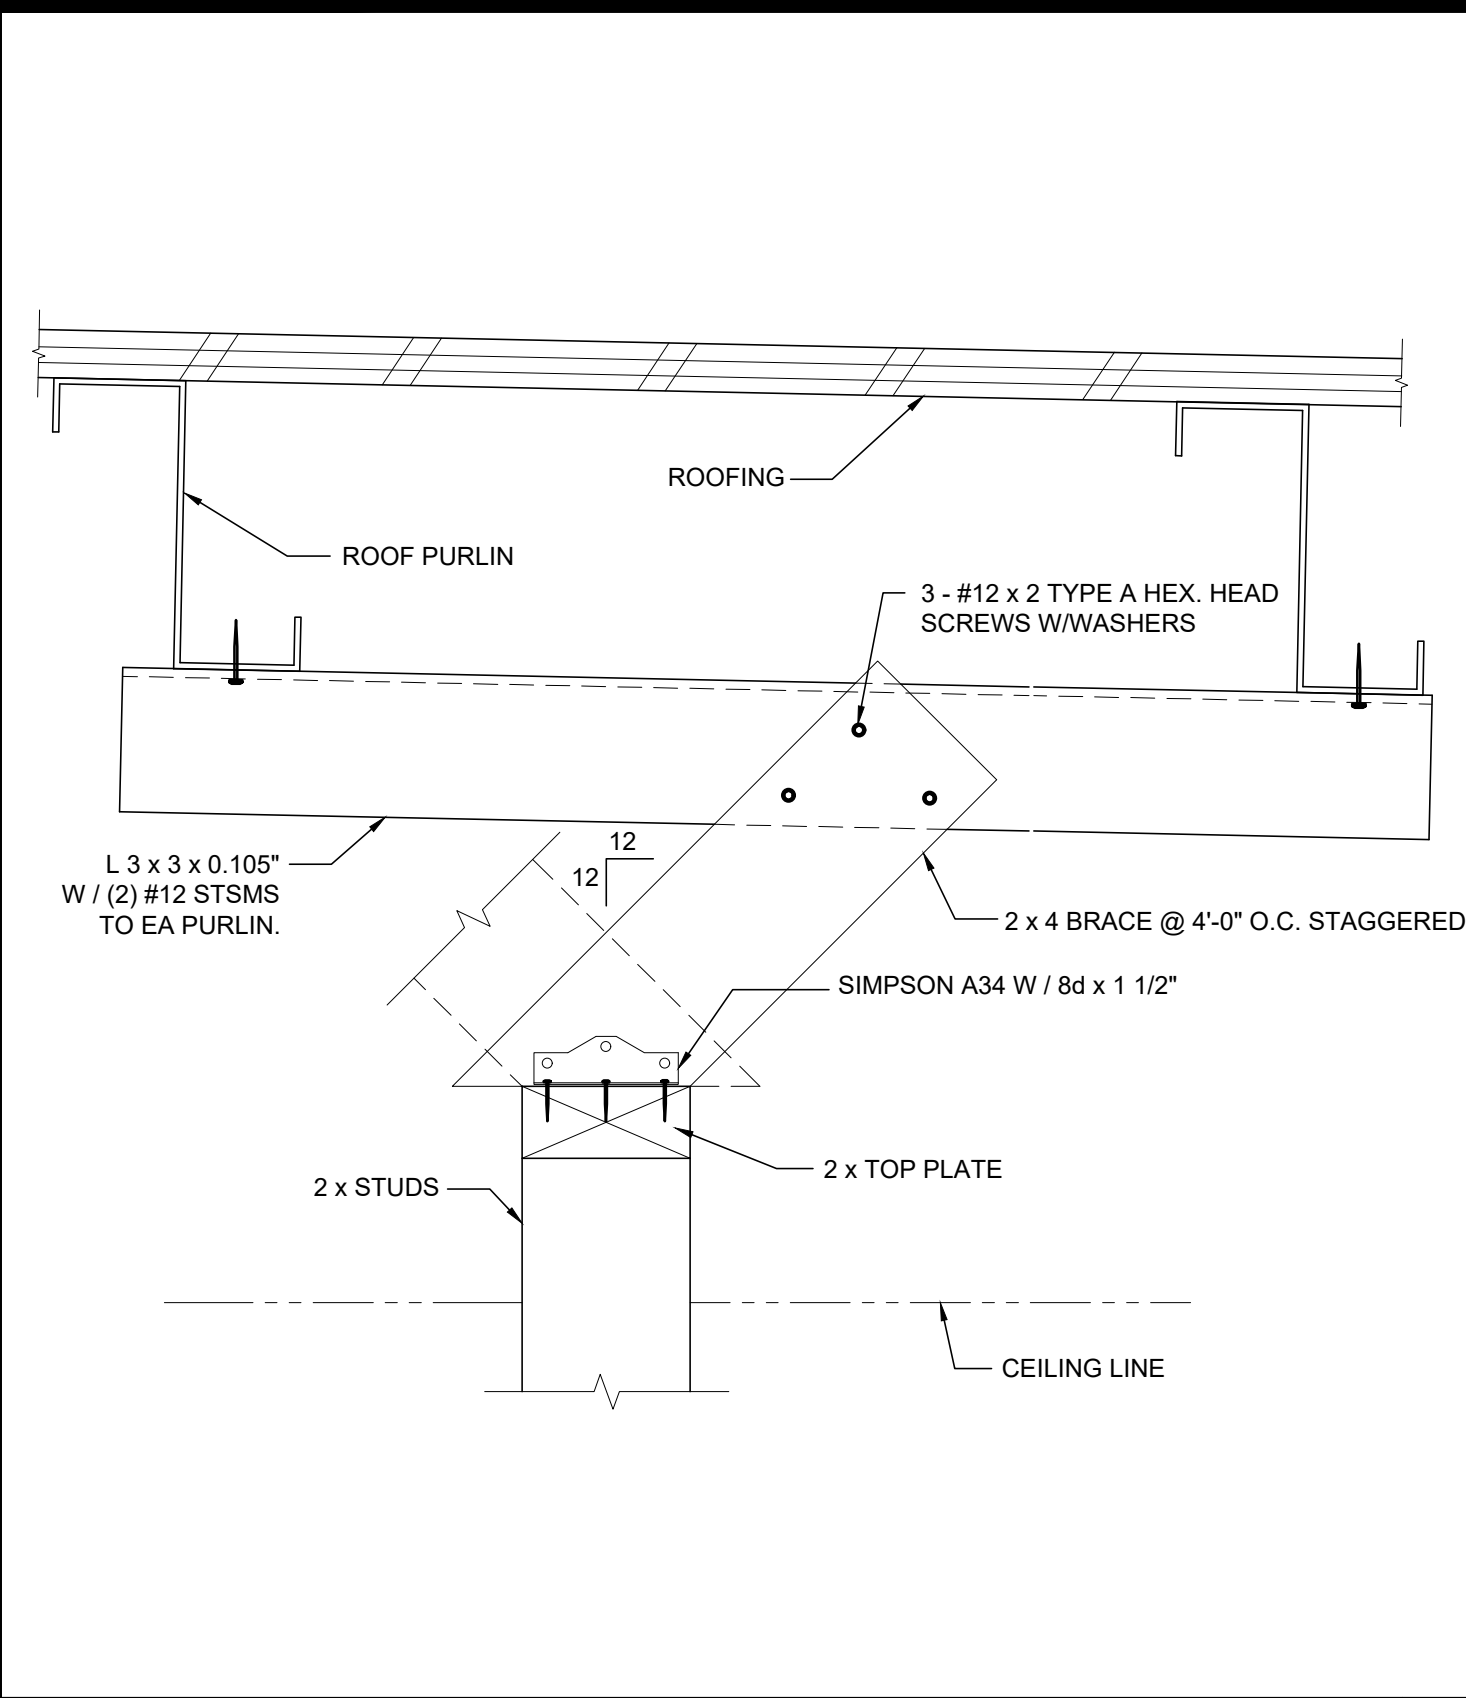 ROOFING
ROOF PURLIN
3 - #12 x 2 TYPE A HEX. HEAD
SCREWS W/WASHERS
12
12
L 3 x 3 x 0.105"
W / (2) #12 STSMS
TO EA PURLIN.
2 x 4 BRACE @ 4'-0" O.C. STAGGERED
SIMPSON A34 W / 8d x 1 1/2"
2 x TOP PLATE
2 x STUDS
CEILING LINE